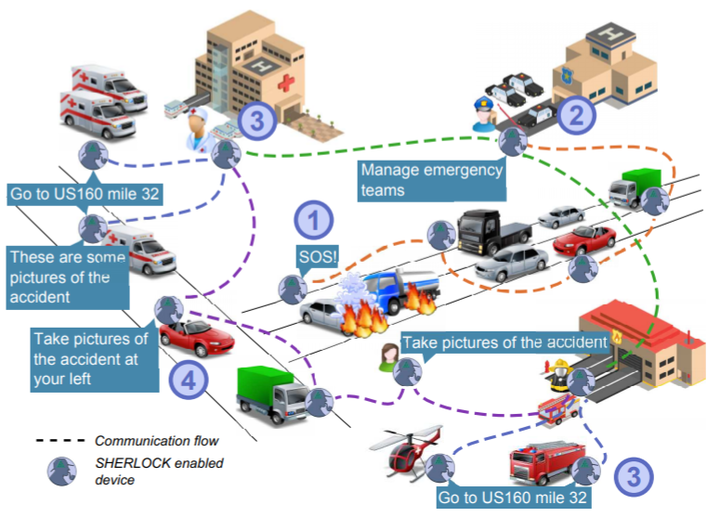 3
2
Manage emergency
teams
Go to US160 mile 32
1
SOS!
These are some
pictures of the
accident
Take pictures of
the accident at
your left
Take pictures of the accident
4
Communication flow
SHERLOCK enabled
device
Go to US160 mile 32
3
H
H